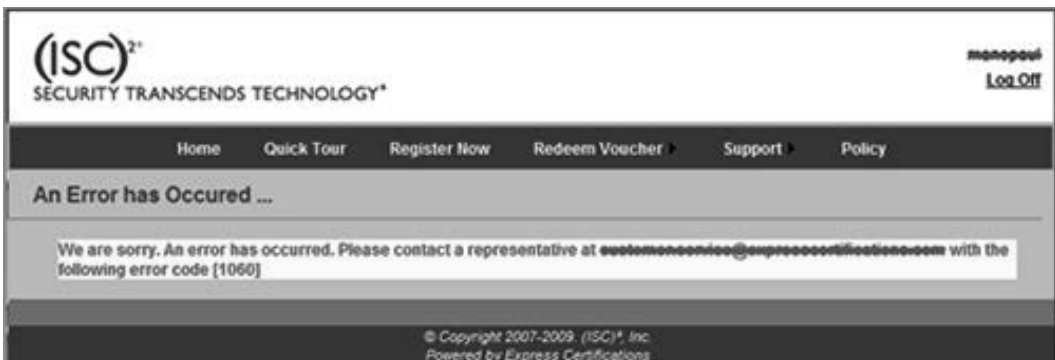 (ISC)²®
SECURITY TRANSCENDS TECHNOLOGY®
Log Off
Home Quick Tour Register Now Redeem Voucher Support Policy
An Error has Occured ...
We are sorry. An error has occurred. Please contact a representative at with the
following error code [1060]
© Copyright 2007-2009. (ISC)², Inc.
Powered by Express Certifications